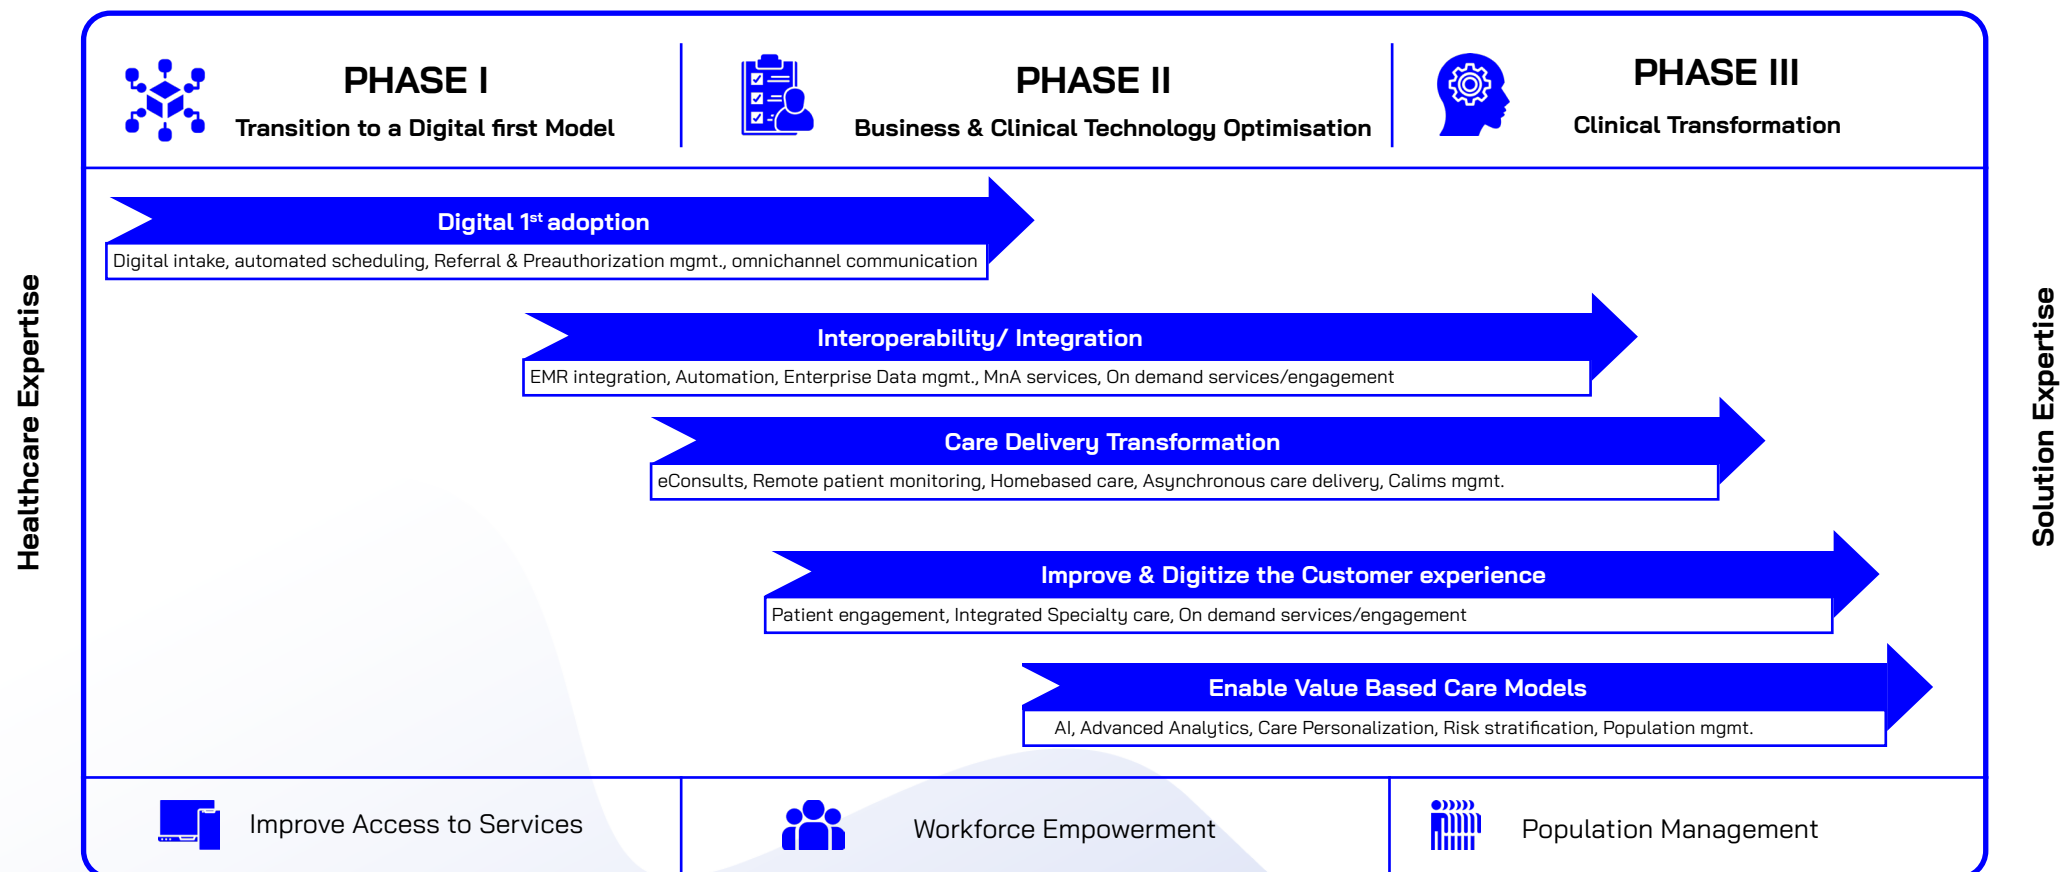 PHASE I
Transition to a Digital first Model
PHASE II
Business & Clinical Technology Optimisation
PHASE III
Clinical Transformation
Healthcare Expertise
Digital 1st adoption
Digital intake, automated scheduling, Referral & Preauthorization mgmt., omnichannel communication
Interoperability/ Integration
EMR integration, Automation, Enterprise Data mgmt., MnA services, On demand services/engagement
Care Delivery Transformation
eConsults, Remote patient monitoring, Homebased care, Asynchronous care delivery, Calims mgmt.
Improve & Digitize the Customer experience
Patient engagement, Integrated Specialty care, On demand services/engagement
Enable Value Based Care Models
AI, Advanced Analytics, Care Personalization, Risk stratification, Population mgmt.
Solution Expertise
Improve Access to Services
Workforce Empowerment
Population Management